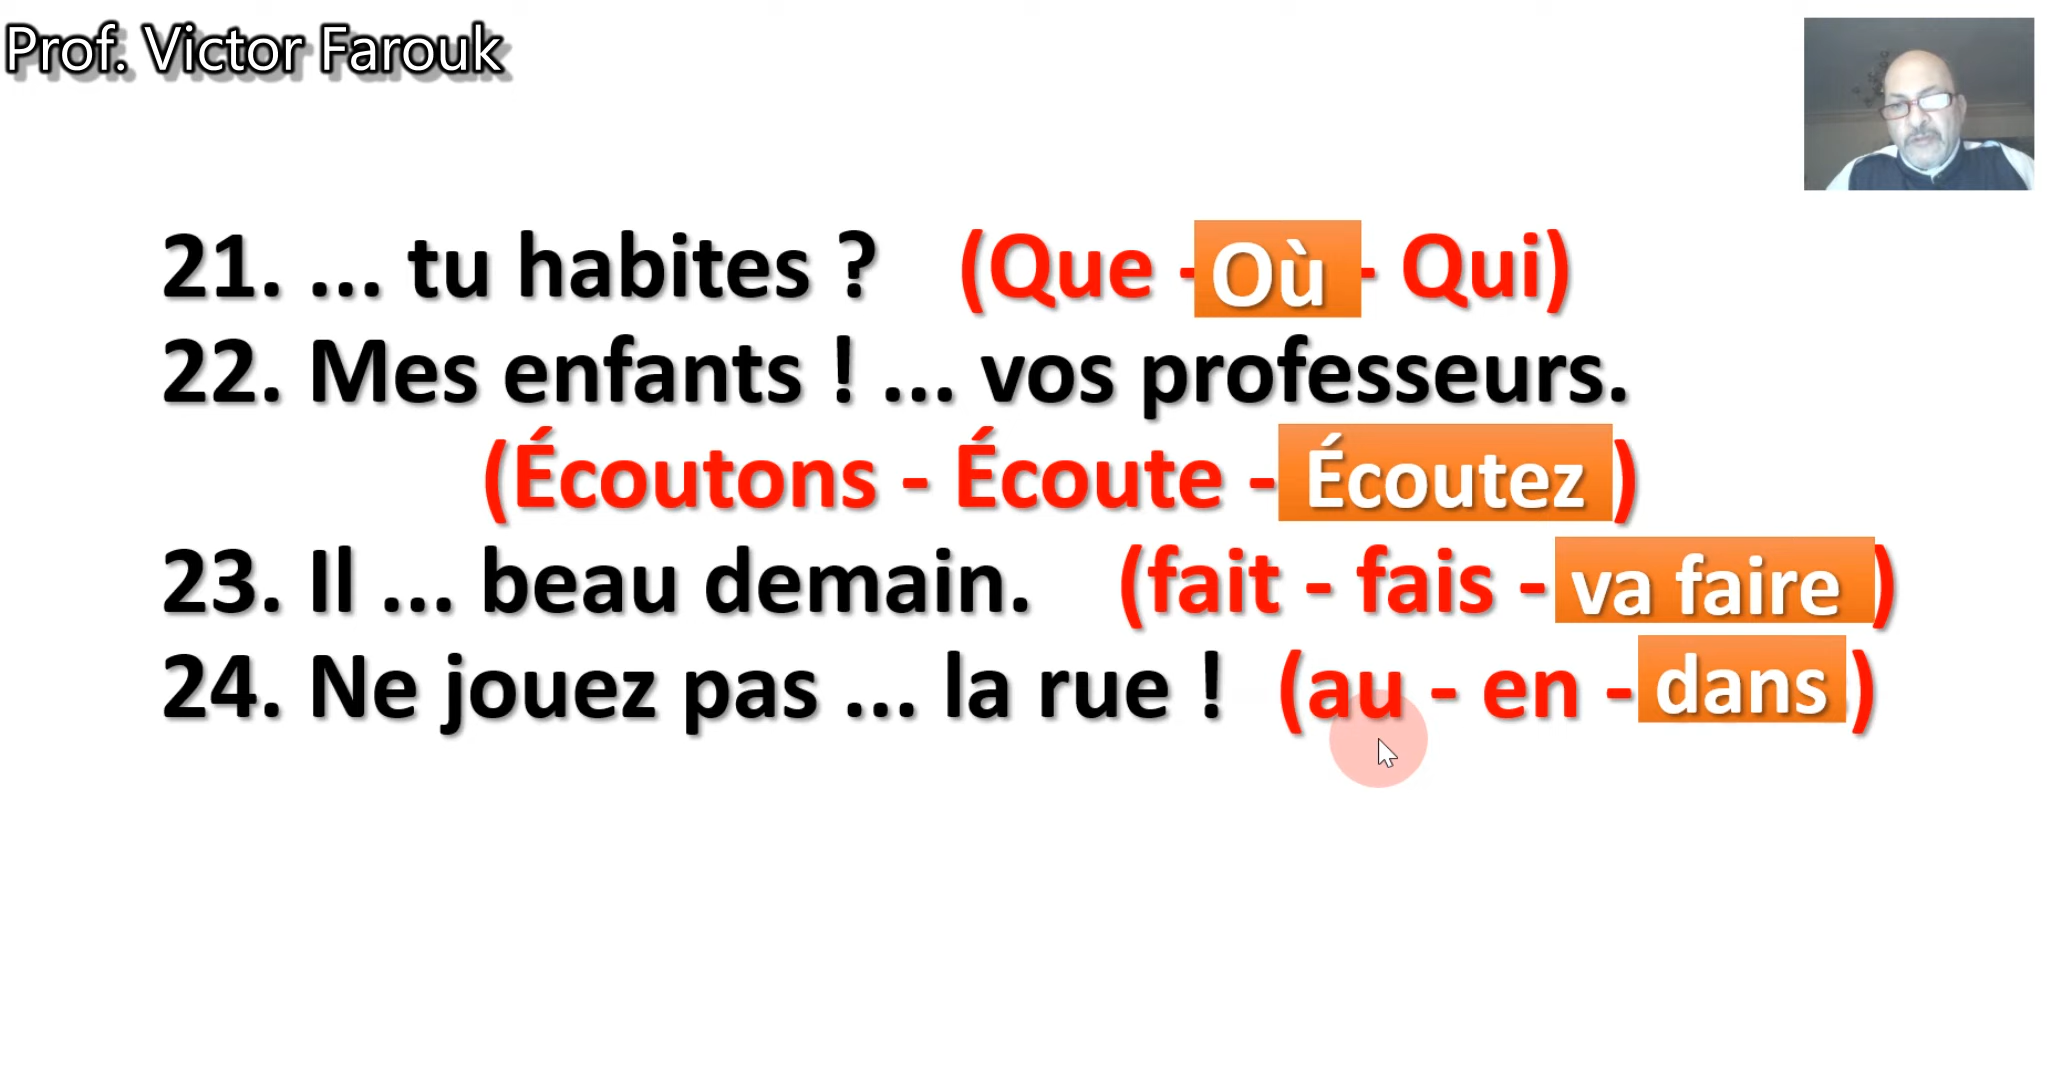 Prof. Victor Farouk
21. ... tu habites ? (Que - Où - Qui)
22. Mes enfants ! ... vos professeurs.
(Écoutons - Écoute - Écoutez )
23. Il ... beau demain. (fait - fais - va faire )
24. Ne jouez pas ... la rue ! (au - en - dans )